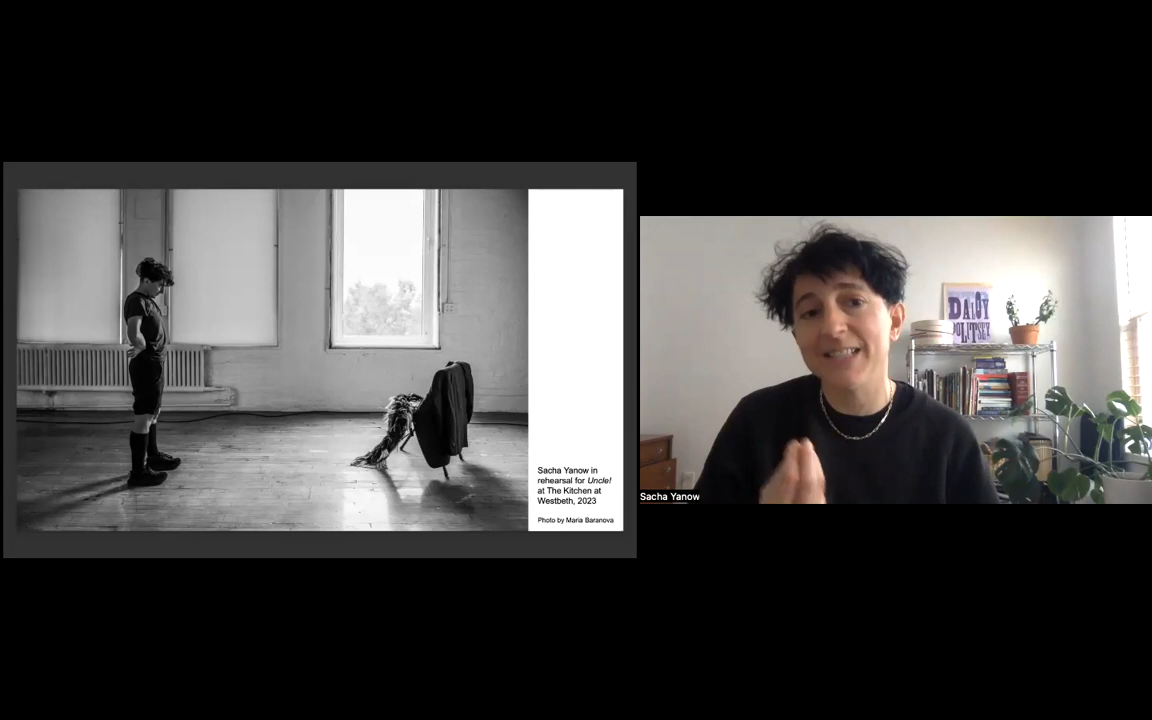 Sacha Yanow in
rehearsal for Uncle!
at The Kitchen at
Westbeth, 2023
Photo by Maria Baranova
Sacha Yanow